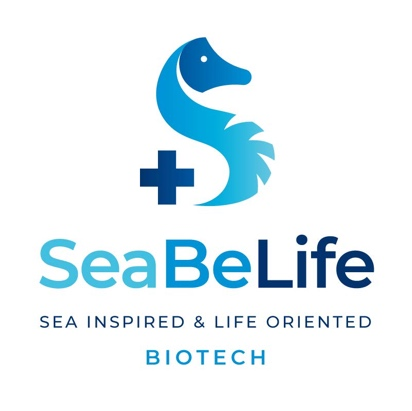 SeaBeLife
SEA INSPIRED & LIFE ORIENTED
BIOTECH